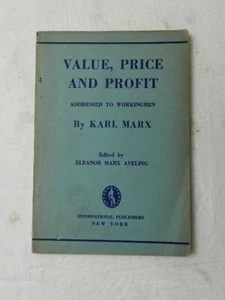 VALUE, PRICE
AND PROFIT
ADDRESSED TO WORKINGMEN
By KARL MARX
Edited by
ELEANOR MARX AVELING
INTERNATIONAL PUBLISHERS
NEW YORK